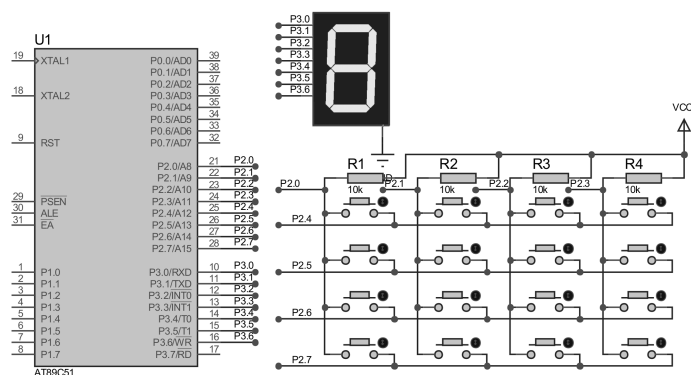 U1
19 XTAL1
18 XTAL2
9 RST
29 PSEN
30 ALE
31 EA
1 P1.0
2 P1.1
3 P1.2
4 P1.3
5 P1.4
6 P1.5
7 P1.6
8 P1.7
P0.0/AD0 39
P0.1/AD1 38
P0.2/AD2 37
P0.3/AD3 36
P0.4/AD4 35
P0.5/AD5 34
P0.6/AD6 33
P0.7/AD7 32
P2.0/A8 21 P2.0
P2.1/A9 22 P2.1
P2.2/A10 23 P2.2
P2.3/A11 24 P2.3
P2.4/A12 25 P2.4
P2.5/A13 26 P2.5
P2.6/A14 27 P2.6
P2.7/A15 28 P2.7
P3.0/RXD 10 P3.0
P3.1/TXD 11 P3.1
P3.2/INT0 12 P3.2
P3.3/INT1 13 P3.3
P3.4/T0 14 P3.4
P3.5/T1 15 P3.5
P3.6/WR 16 P3.6
P3.7/RD 17
AT89C51
P3.0
P3.1
P3.2
P3.3
P3.4
P3.5
P3.6
VCC
R1 R2 R3 R4
P2.0 P2.1 P2.2 P2.3
10k 10k 10k 10k
P2.4
P2.5
P2.6
P2.7